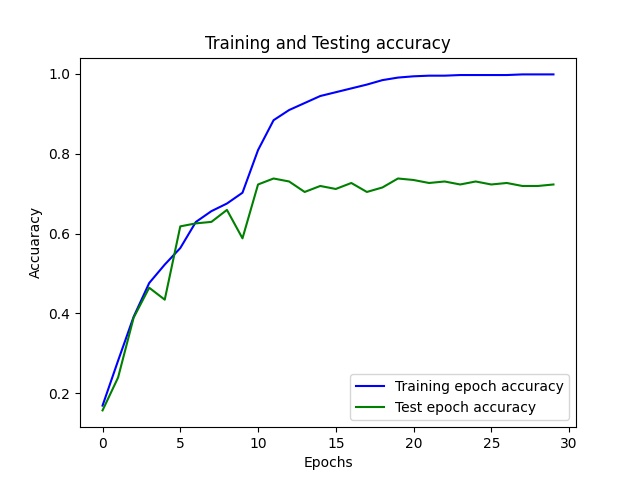 Training and Testing accuracy
1.0
0.8
0.6
0.4
0.2
Accuaracy
Training epoch accuracy
Test epoch accuracy
0 5 10 15 20 25 30
Epochs